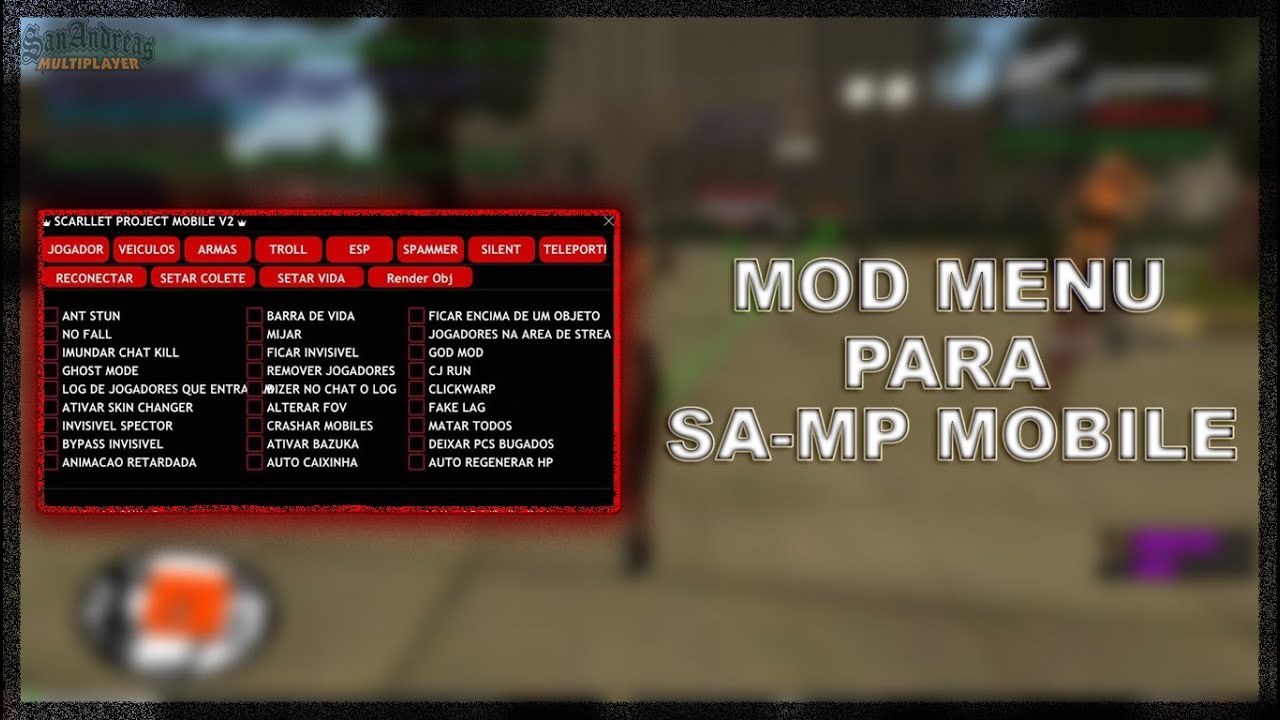 SanAndreas
MULTIPLAYER
SCARLLET PROJECT MOBILE V2
JOGADOR VEICULOS ARMAS TROLL ESP SPAMMER SILENT TELEPORT
RECONECTAR SETAR COLETE SETAR VIDA Render Obj
ANT STUN BARRA DE VIDA FICAR ENCIMA DE UM OBJETO
NO FALL MIJAR JOGADORES NA AREA DE STREA
IMUNDAR CHAT KILL FICAR INVISIVEL GOD MOD
GHOST MODE REMOVER JOGADORES CJ RUN
LOG DE JOGADORES QUE ENTRA DIZER NO CHAT O LOG CLICKWARP
ATIVAR SKIN CHANGER ALTERAR FOV FAKE LAG
INVISIVEL SPECTOR CRASHAR MOBILES MATAR TODOS
BYPASS INVISIVEL ATIVAR BAZUKA DEIXAR PCS BUGADOS
ANIMACAO RETARDADA AUTO CAIXINHA AUTO REGENERAR HP
MOD MENU
PARA
SA-MP MOBILE